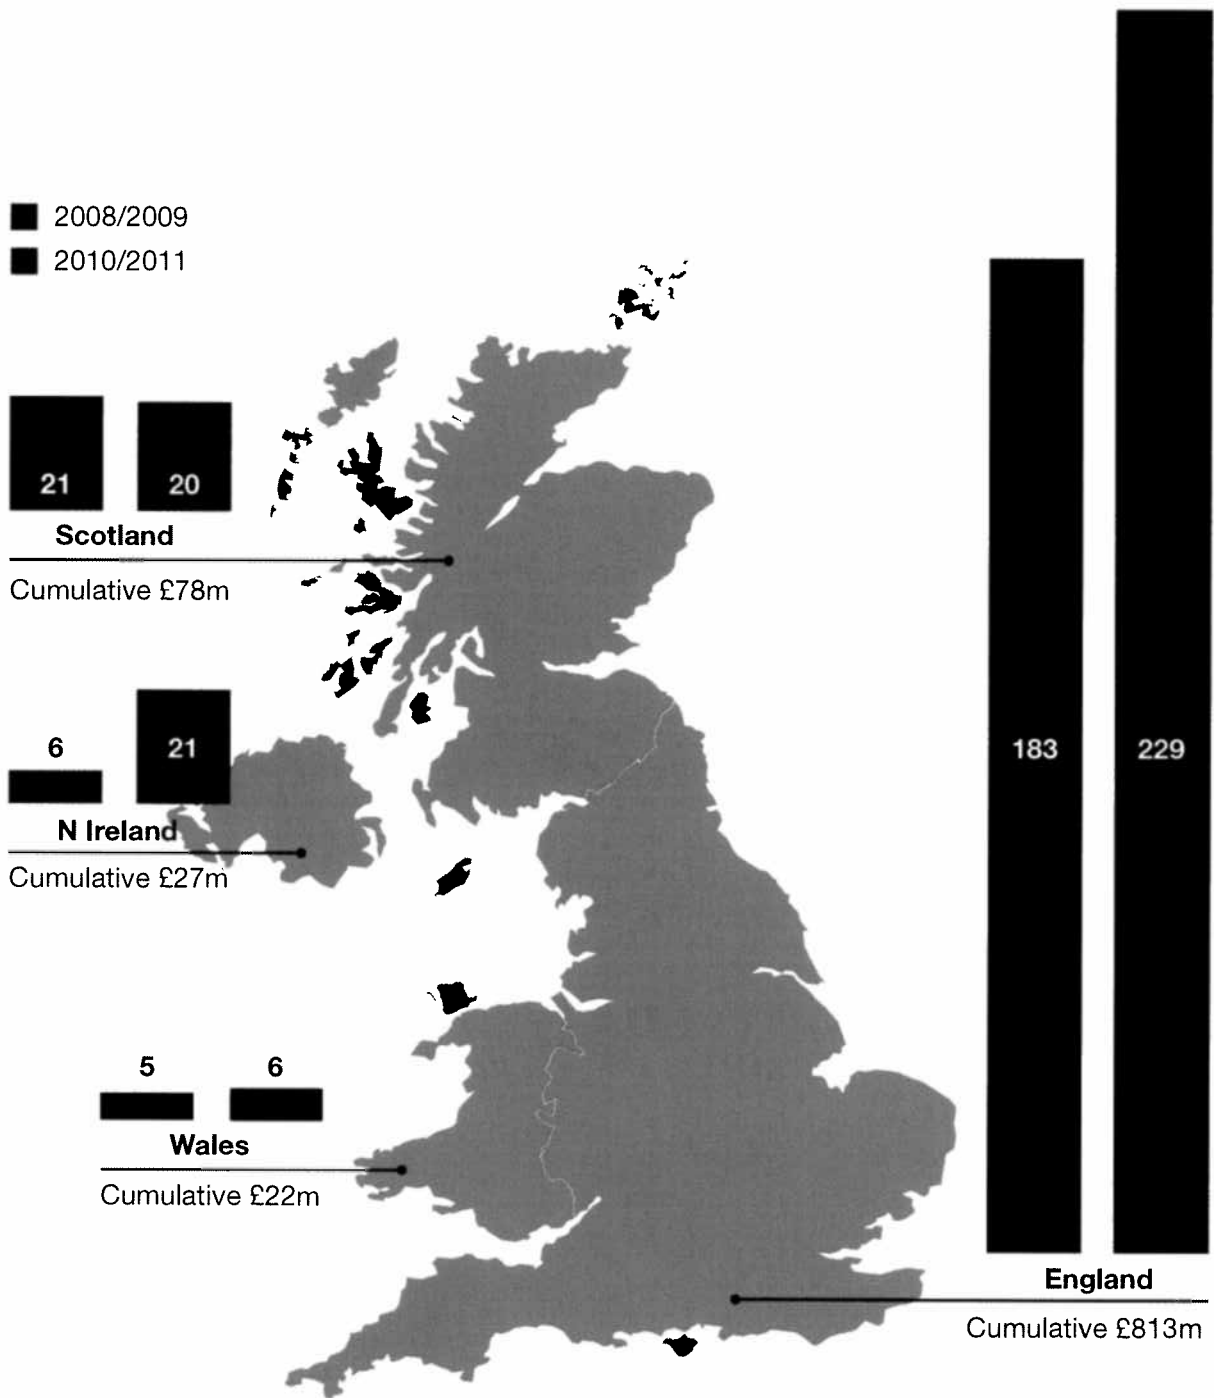 2008/2009
2010/2011
21 20
Scotland
Cumulative £78m
6 21
N Ireland
Cumulative £27m
183 229
5 6
Wales
Cumulative £22m
England
Cumulative £813m